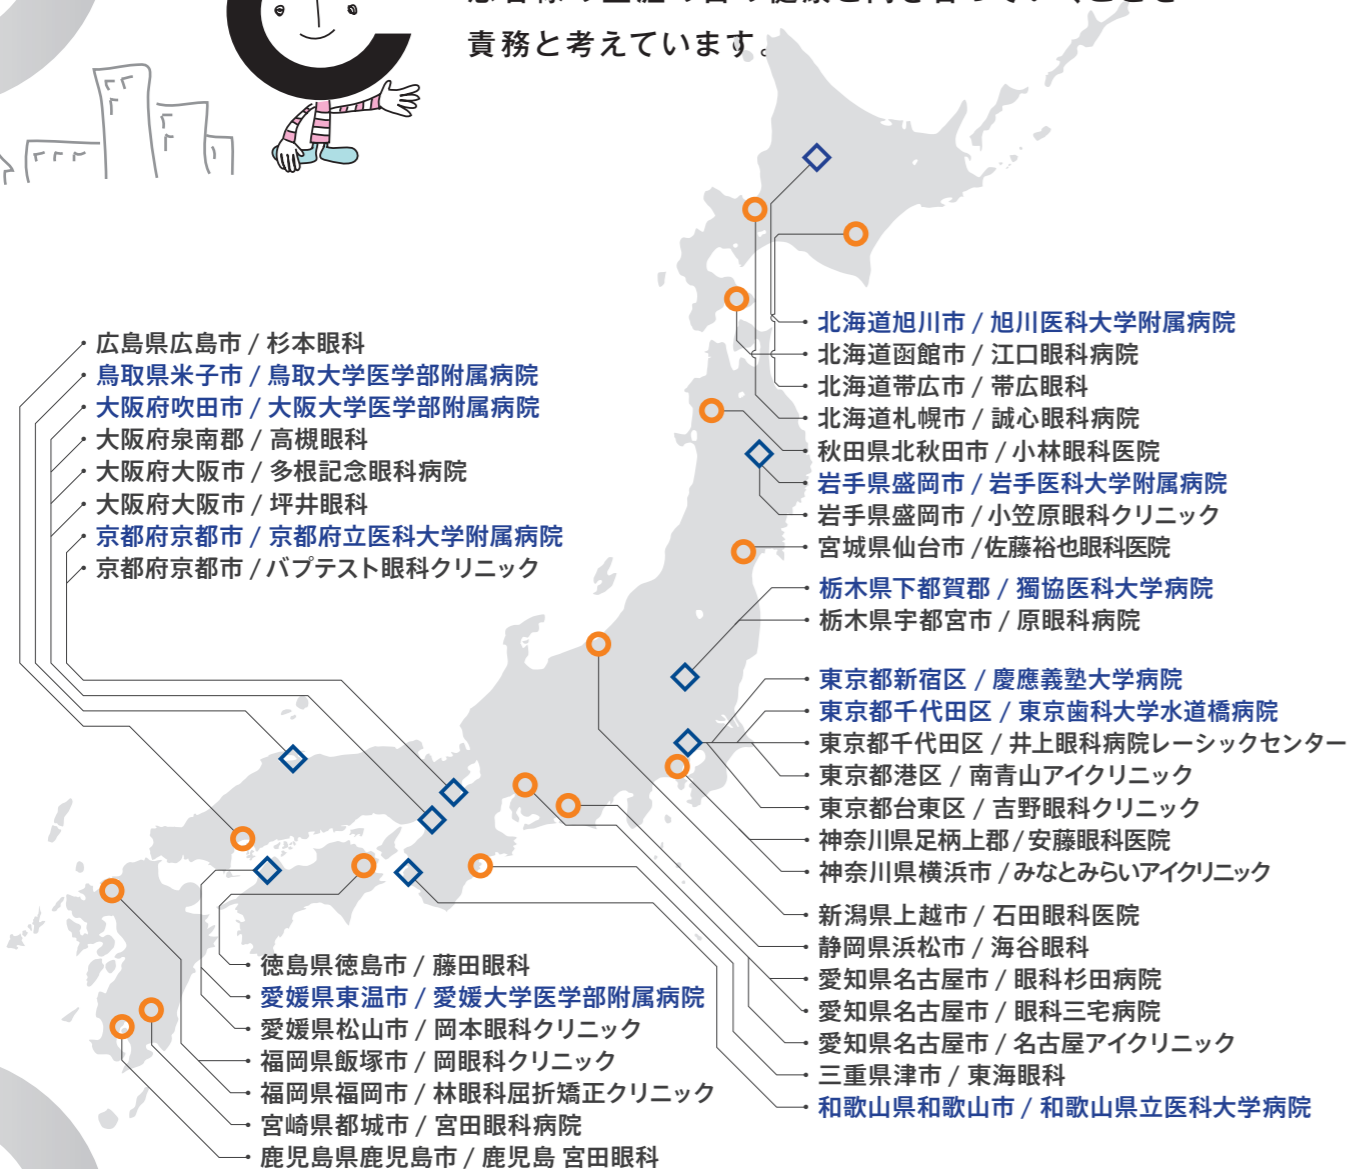 責務と考えています。
北海道旭川市 / 旭川医科大学附属病院
北海道函館市 / 江口眼科病院
北海道帯広市 / 帯広眼科
北海道札幌市 / 誠心眼科病院
秋田県北秋田市 / 小林眼科医院
岩手県盛岡市 / 岩手医科大学附属病院
岩手県盛岡市 / 小笠原眼科クリニック
宮城県仙台市 /佐藤裕也眼科医院
栃木県下都賀郡 / 獨協医科大学病院
栃木県宇都宮市 / 原眼科病院
東京都新宿区 / 慶應義塾大学病院
東京都千代田区 / 東京歯科大学水道橋病院
東京都千代田区 / 井上眼科病院レーシックセンター
東京都港区 / 南青山アイクリニック
東京都台東区 / 吉野眼科クリニック
神奈川県足柄上郡/ 安藤眼科医院
神奈川県横浜市 / みなとみらいアイクリニック
新潟県上越市 / 石田眼科医院
静岡県浜松市 / 海谷眼科
愛知県名古屋市 / 眼科杉田病院
愛知県名古屋市 / 眼科三宅病院
愛知県名古屋市 / 名古屋アイクリニック
三重県津市 / 東海眼科
和歌山県和歌山市 / 和歌山県立医科大学病院
広島県広島市 / 杉本眼科
鳥取県米子市 / 鳥取大学医学部附属病院
大阪府吹田市 / 大阪大学医学部附属病院
大阪府泉南郡 / 高槻眼科
大阪府大阪市 / 多根記念眼科病院
大阪府大阪市 / 坪井眼科
京都府京都市 / 京都府立医科大学附属病院
京都府京都市 / バプテスト眼科クリニック
徳島県徳島市 / 藤田眼科
愛媛県東温市 / 愛媛大学医学部附属病院
愛媛県松山市 / 岡本眼科クリニック
福岡県飯塚市 / 岡眼科クリニック
福岡県福岡市 / 林眼科屈折矯正クリニック
宮崎県都城市 / 宮田眼科病院
鹿児島県鹿児島市 / 鹿児島 宮田眼科